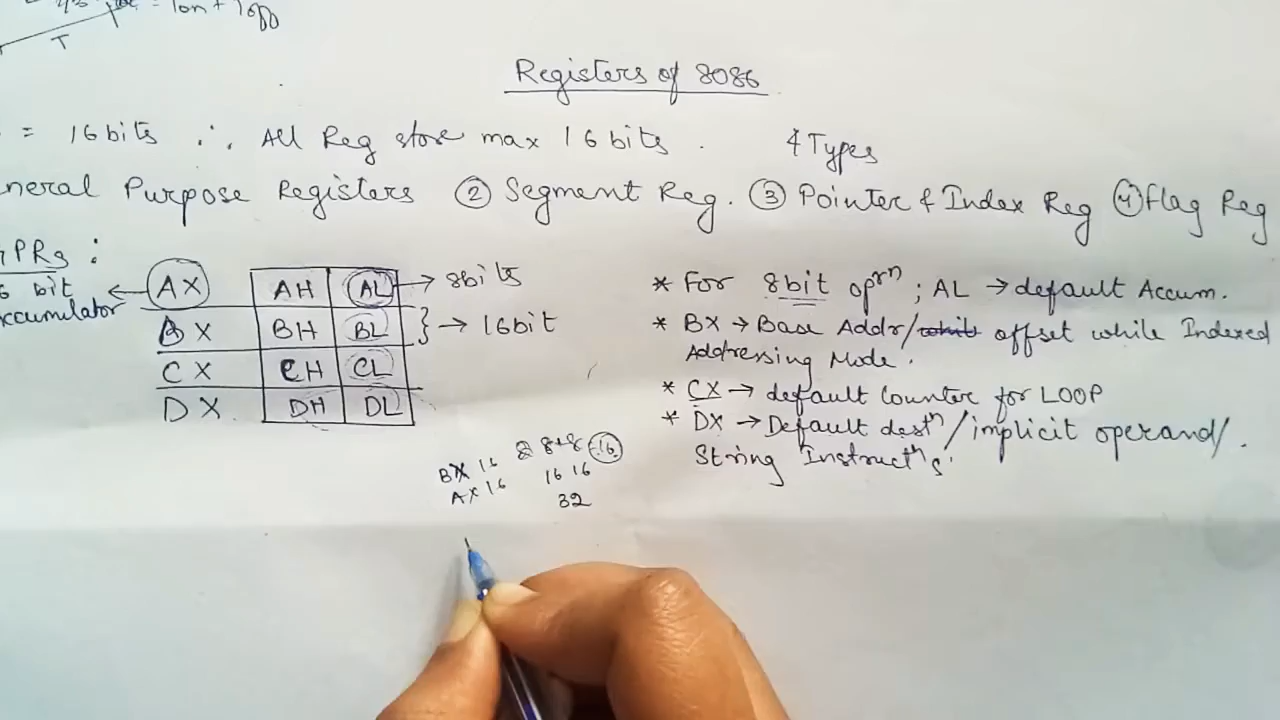 = Ton + Toff
T
Registers of 8086
= 16 bits ∴ All Reg store max 16 bits. 4 Types
neral Purpose Registers ② Segment Reg. ③ Pointer & Index Reg ④ Flag Reg
PRs :
bit
ccumulator
← AX AH AL → 8bits
BX BH BL } → 16bit
CX CH CL
DX DH DL
* For 8bit oprⁿ ; AL → default Accum.
* BX → Base Addr/ offset while Indexed
Addressing Mode.
* CX → default Counter for LOOP
* DX → Default destⁿ/implicit operand/.
String Instructⁿs.
BX 16 8 8+8 16
AX 16 16 16
32